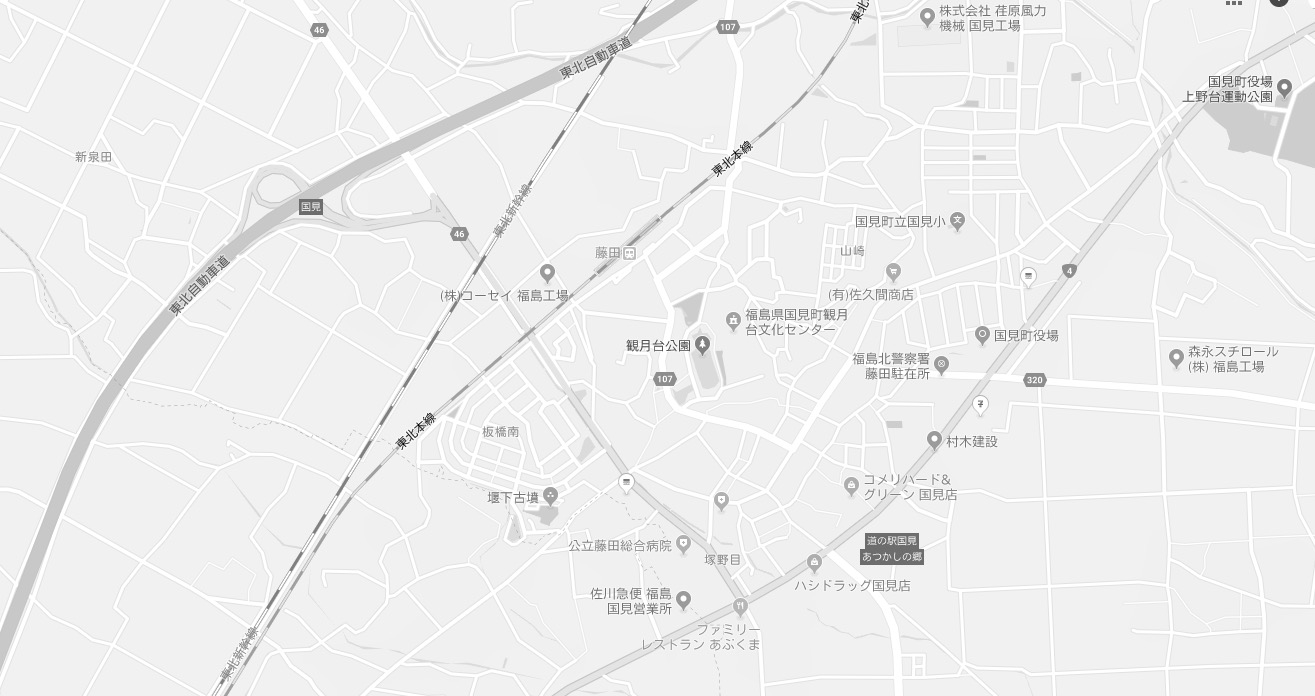 株式会社 荏原風力
機械 国見工場
46
107
東北自動車道
東北
国見町役場
上野台運動公園
新泉田
東北本線
国見
東北新幹線
46
国見町立国見小
山崎
藤田
4
東北自動車道
(株)コーセイ 福島工場
(有)佐久間商店
福島県国見町観月
台文化センター
国見町役場
観月台公園
森永スチロール
(株) 福島工場
福島北警察署
藤田駐在所
107
320
東北本線
板橋南
村木建設
コメリハード&
グリーン 国見店
堰下古墳
道の駅国見
あつかしの郷
公立藤田総合病院
塚野目
ハシドラッグ国見店
佐川急便 福島
国見営業所
ファミリー
レストラン あぶくま
東北新幹線